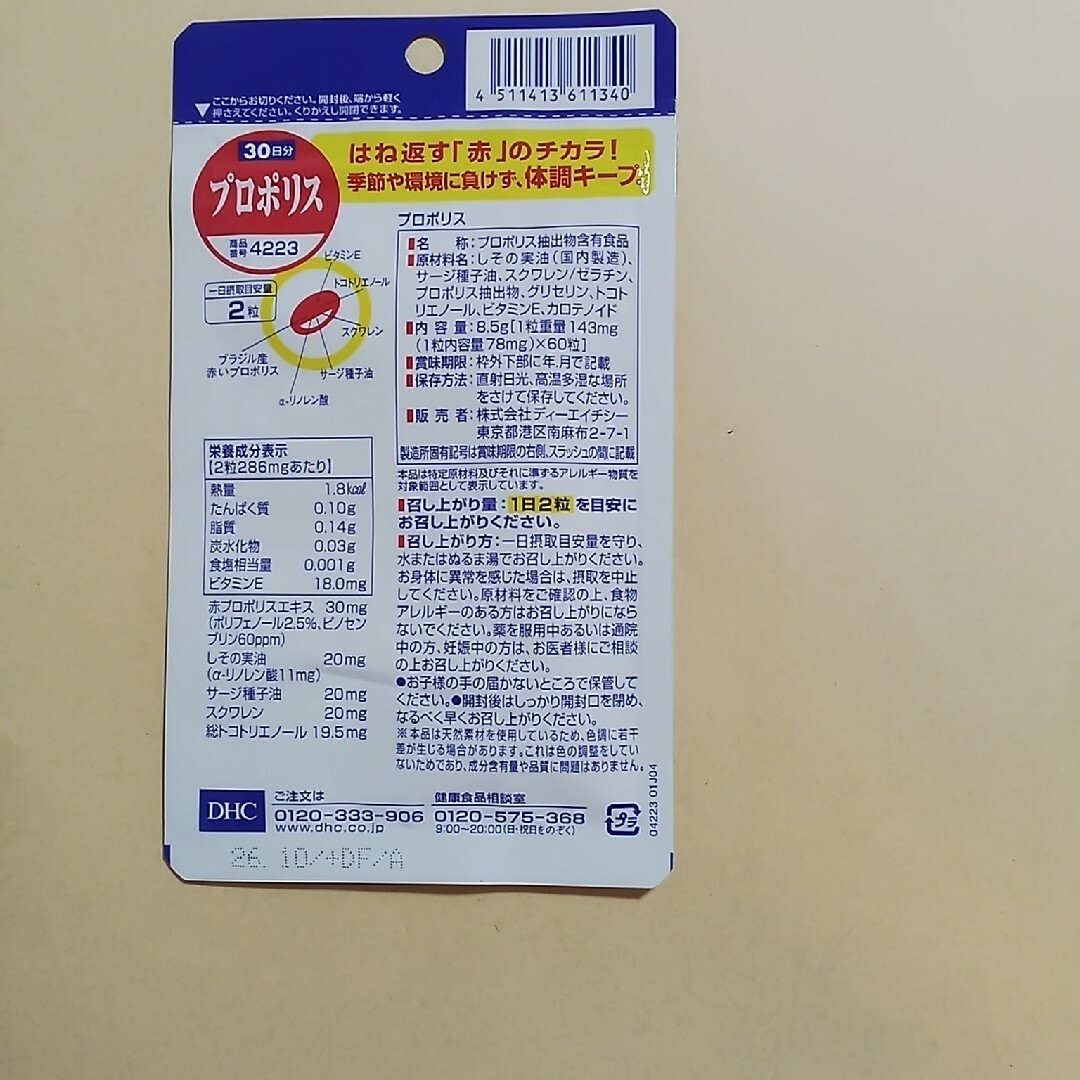 4 511413 611340
ここからお切りください。開封後、端から軽く
押さえてください。くりかえし開閉できます。
30日分
プロポリス
商品番号 4223
はね返す「赤」のチカラ!
季節や環境に負けず、体調キープ。
一日摂取目安量
2粒
ビタミンE
トコトリエノール
スクワレン
サージ種子油
α-リノレン酸
ブラジル産
赤いプロポリス
栄養成分表示
【2粒286mgあたり】
熱量 1.8kcal
たんぱく質 0.10g
脂質 0.14g
炭水化物 0.03g
食塩相当量 0.001g
ビタミンE 18.0mg
赤プロポリスエキス 30mg
(ポリフェノール2.5%、ビノセン
ブリン60ppm)
しその実油 20mg
(α-リノレン酸11mg)
サージ種子油 20mg
スクワレン 20mg
総トコトリエノール 19.5mg
プロポリス
名 称:プロポリス抽出物含有食品
原材料名:しその実油(国内製造)、
サージ種子油、スクワレン/ゼラチン、
プロポリス抽出物、グリセリン、トコト
リエノール、ビタミンE、カロテノイド
内容量:8.5g[1粒重量143mg
(1粒内容量78mg)×60粒]
賞味期限:枠外下部に年.月で記載
保存方法:直射日光、高温多湿な場所
をさけて保存してください。
販売者:株式会社ディーエイチシー
東京都港区南麻布2-7-1
製造所固有記号は賞味期限の右側、スラッシュの間に記載
本品は特定原材料及びそれに準ずるアレルギー物質を
対象範囲として表示しています。
召し上がり量:1日2粒を目安に
お召し上がりください。
召し上がり方:一日摂取目安量を守り、
水またはぬるま湯でお召し上がりください。
お身体に異常を感じた場合は、摂取を中止
してください。原材料をご確認の上、食物
アレルギーのある方はお召し上がりになら
ないでください。薬を服用中あるいは通院
中の方、妊娠中の方は、お医者様にご相談
の上お召し上がりください。
●お子様の手の届かないところで保管して
ください。●開封後はしっかり開封口を閉め、
なるべく早くお召し上がりください。
※本品は天然素材を使用しているため、色調に若干
差が生じる場合があります。これは色の調整をしてい
ないためであり、成分含有量や品質に問題はありません。
DHC
ご注文は
0120-333-906
www.dhc.co.jp
健康食品相談室
0120-575-368
9:00~20:00(日・祝日をのぞく)
プラ
04223 01J04
26. 10/+DF/A